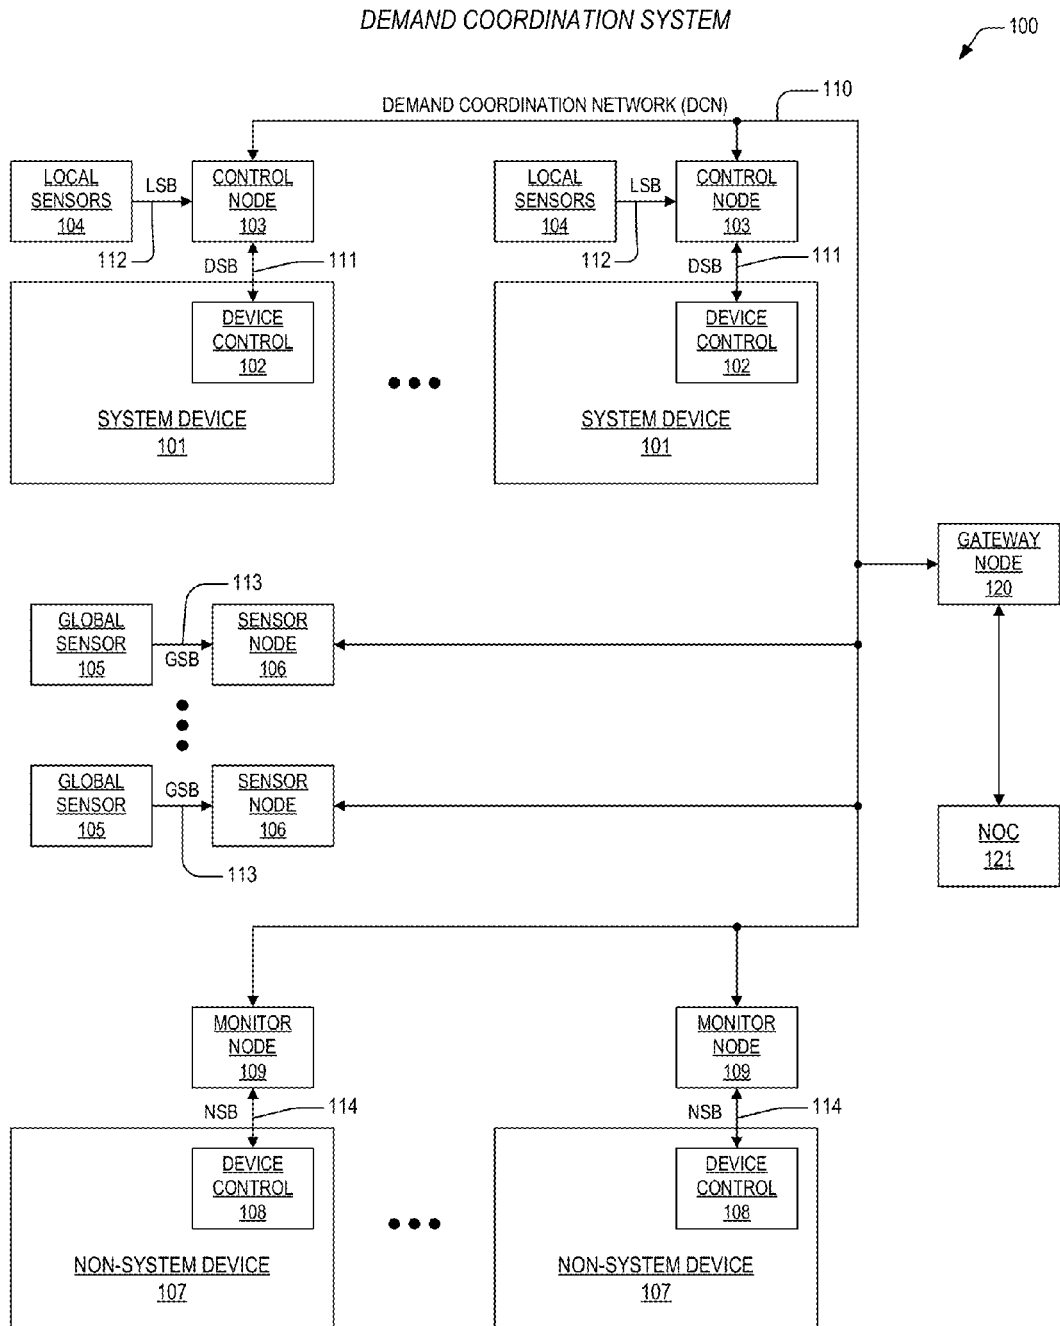 DEMAND COORDINATION SYSTEM
100
110
DEMAND COORDINATION NETWORK (DCN)
LOCAL
SENSORS
104
LSB
112
CONTROL
NODE
103
LOCAL
SENSORS
104
LSB
112
CONTROL
NODE
103
DSB
111
DSB
111
DEVICE
CONTROL
102
SYSTEM DEVICE
101
DEVICE
CONTROL
102
SYSTEM DEVICE
101
GATEWAY
NODE
120
113
GLOBAL
SENSOR
105
GSB
SENSOR
NODE
106
GLOBAL
SENSOR
105
GSB
SENSOR
NODE
106
113
NOC
121
MONITOR
NODE
109
MONITOR
NODE
109
NSB
114
NSB
114
DEVICE
CONTROL
108
NON-SYSTEM DEVICE
107
DEVICE
CONTROL
108
NON-SYSTEM DEVICE
107